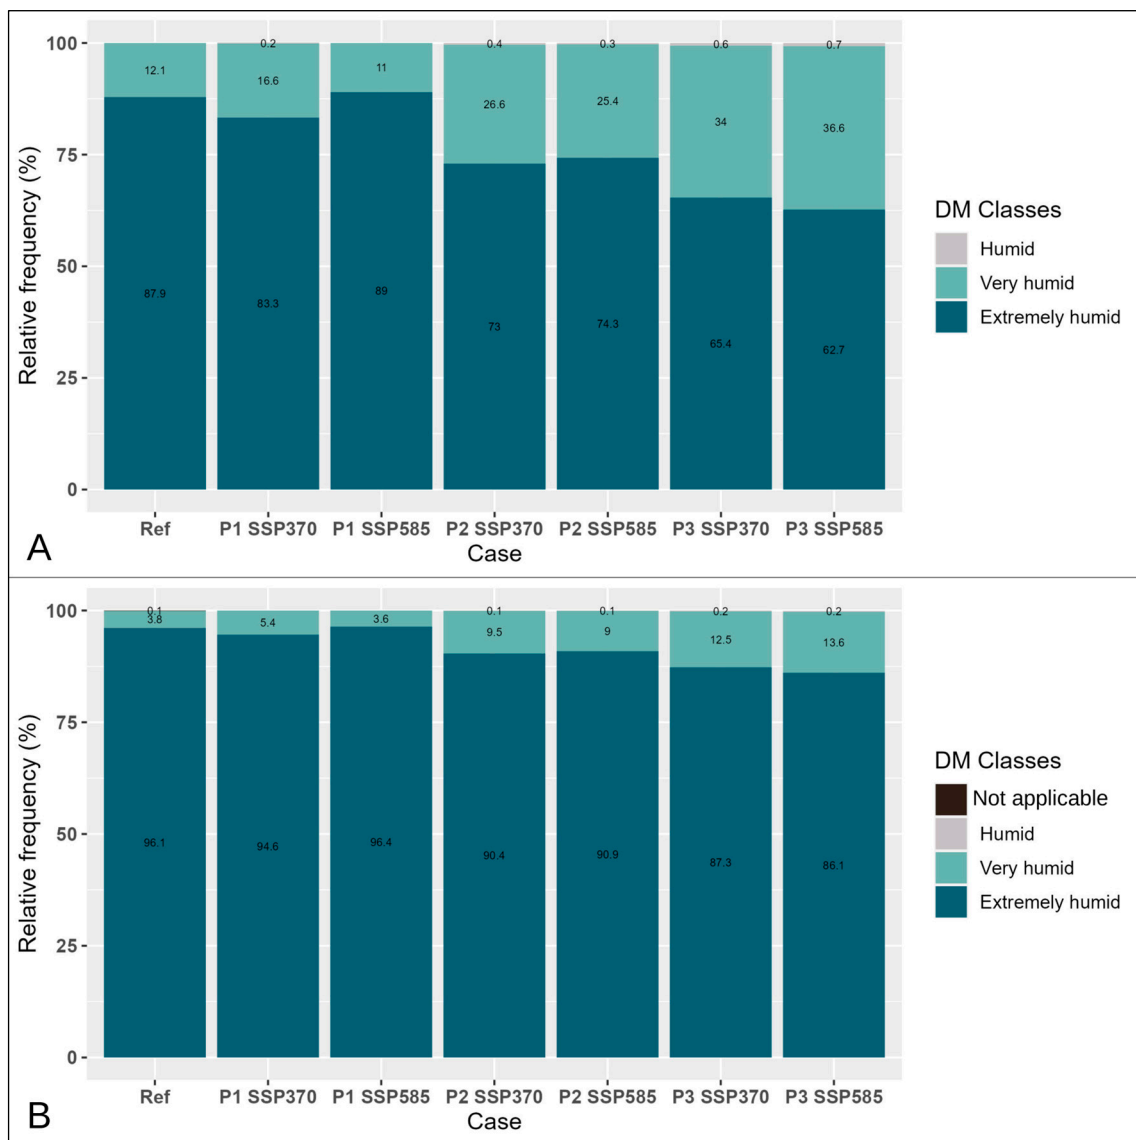 100
75
50
25
0
Relative frequency (%)
0.2 0.4 0.3 0.6 0.7
12.1 16.6 11 26.6 25.4 34 36.6
87.9 83.3 89 73 74.3 65.4 62.7
Ref P1 SSP370 P1 SSP585 P2 SSP370 P2 SSP585 P3 SSP370 P3 SSP585
Case
A
DM Classes
Humid
Very humid
Extremely humid
100
75
50
25
0
Relative frequency (%)
0.1 0.1 0.1 0.2 0.2
3.8 5.4 3.6 9.5 9 12.5 13.6
96.1 94.6 96.4 90.4 90.9 87.3 86.1
Ref P1 SSP370 P1 SSP585 P2 SSP370 P2 SSP585 P3 SSP370 P3 SSP585
Case
B
DM Classes
Not applicable
Humid
Very humid
Extremely humid